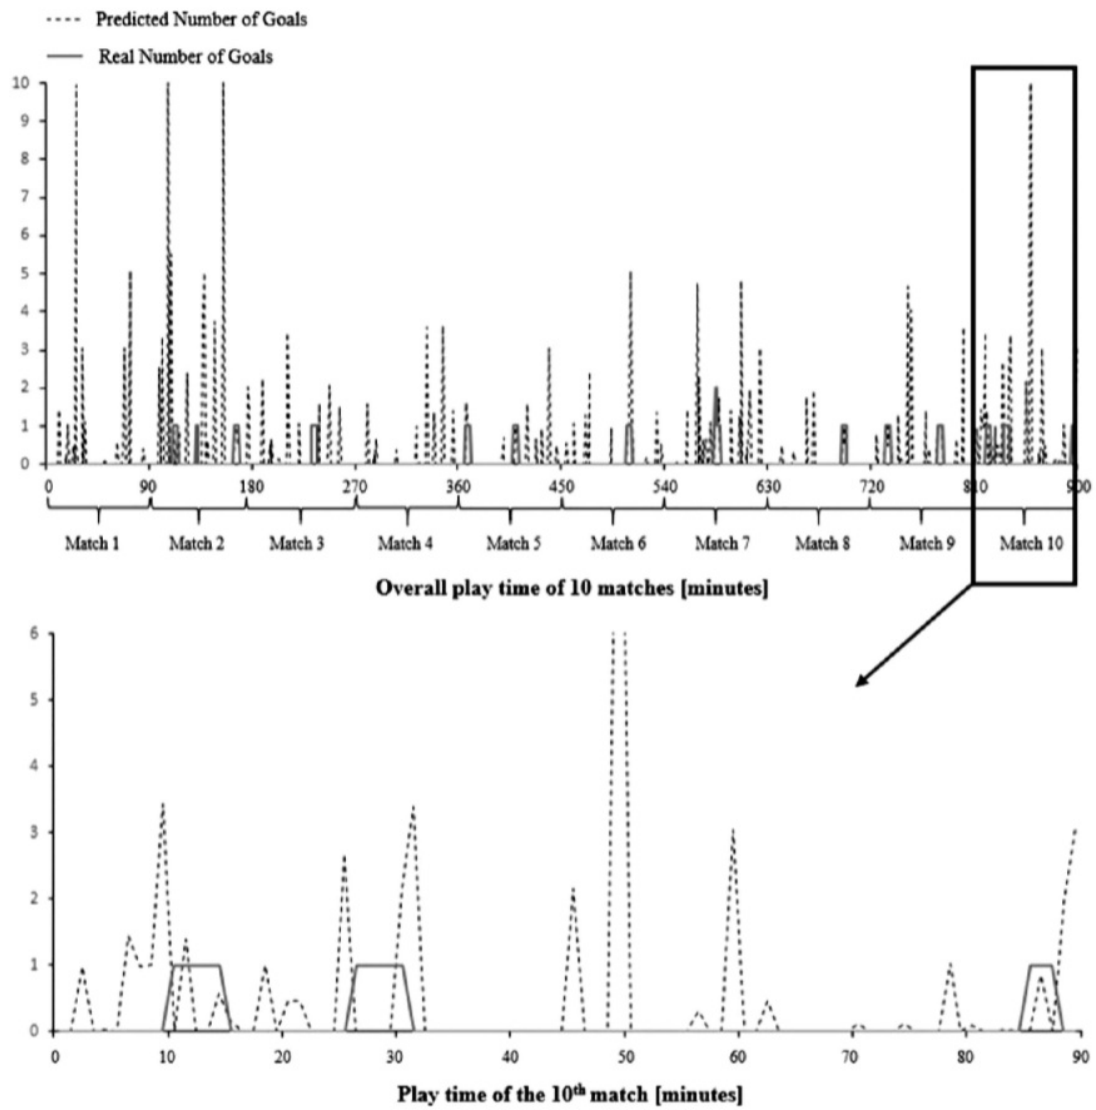 Predicted Number of Goals
Real Number of Goals
10
9
8
7
6
5
4
3
2
1
0
0 90 180 270 360 450 540 630 720 810 900
Match 1 Match 2 Match 3 Match 4 Match 5 Match 6 Match 7 Match 8 Match 9 Match 10
Overall play time of 10 matches [minutes]
6
5
4
3
2
1
0
0 10 20 30 40 50 60 70 80 90
Play time of the 10th match [minutes]